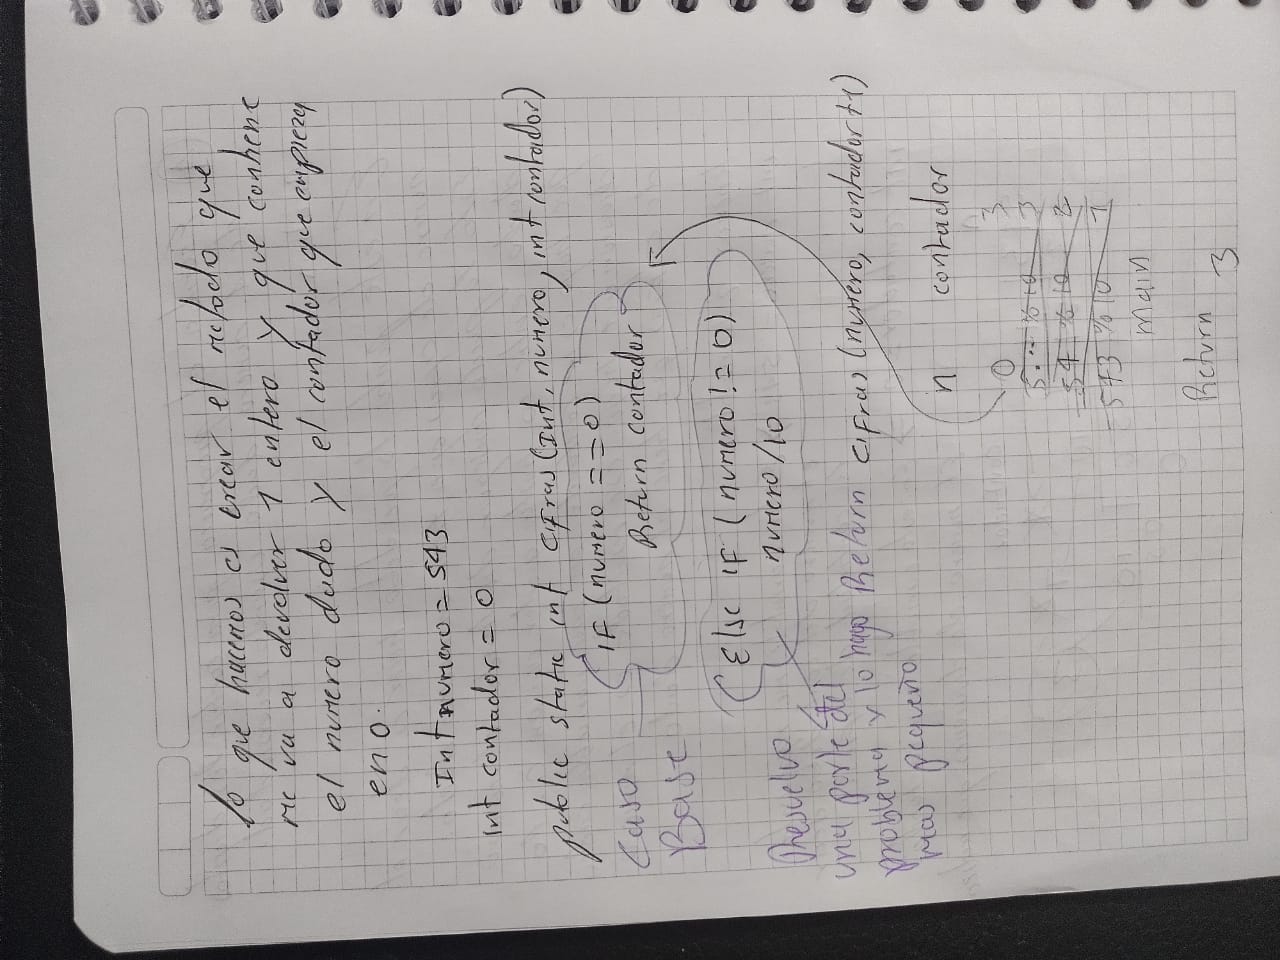 lo que hacemos es crear el metodo que
me va a devolver 1 entero y que contiene
el numero dado y el contador que empieza
en 0.
Int numero = 543
int contador = 0
public static int Cifras (Int, numero, int contador)
IF (numero == 0)
Return contador
Caso
Base
Else IF (numero != 0)
numero /10
Resuelvo
una parte del
problema y lo hago
mas pequeño
Return Cifras (numero, contador +1)
n contador
0 3
5 % 10 3
54 % 10 2
543 % 10 1
main
Return 3